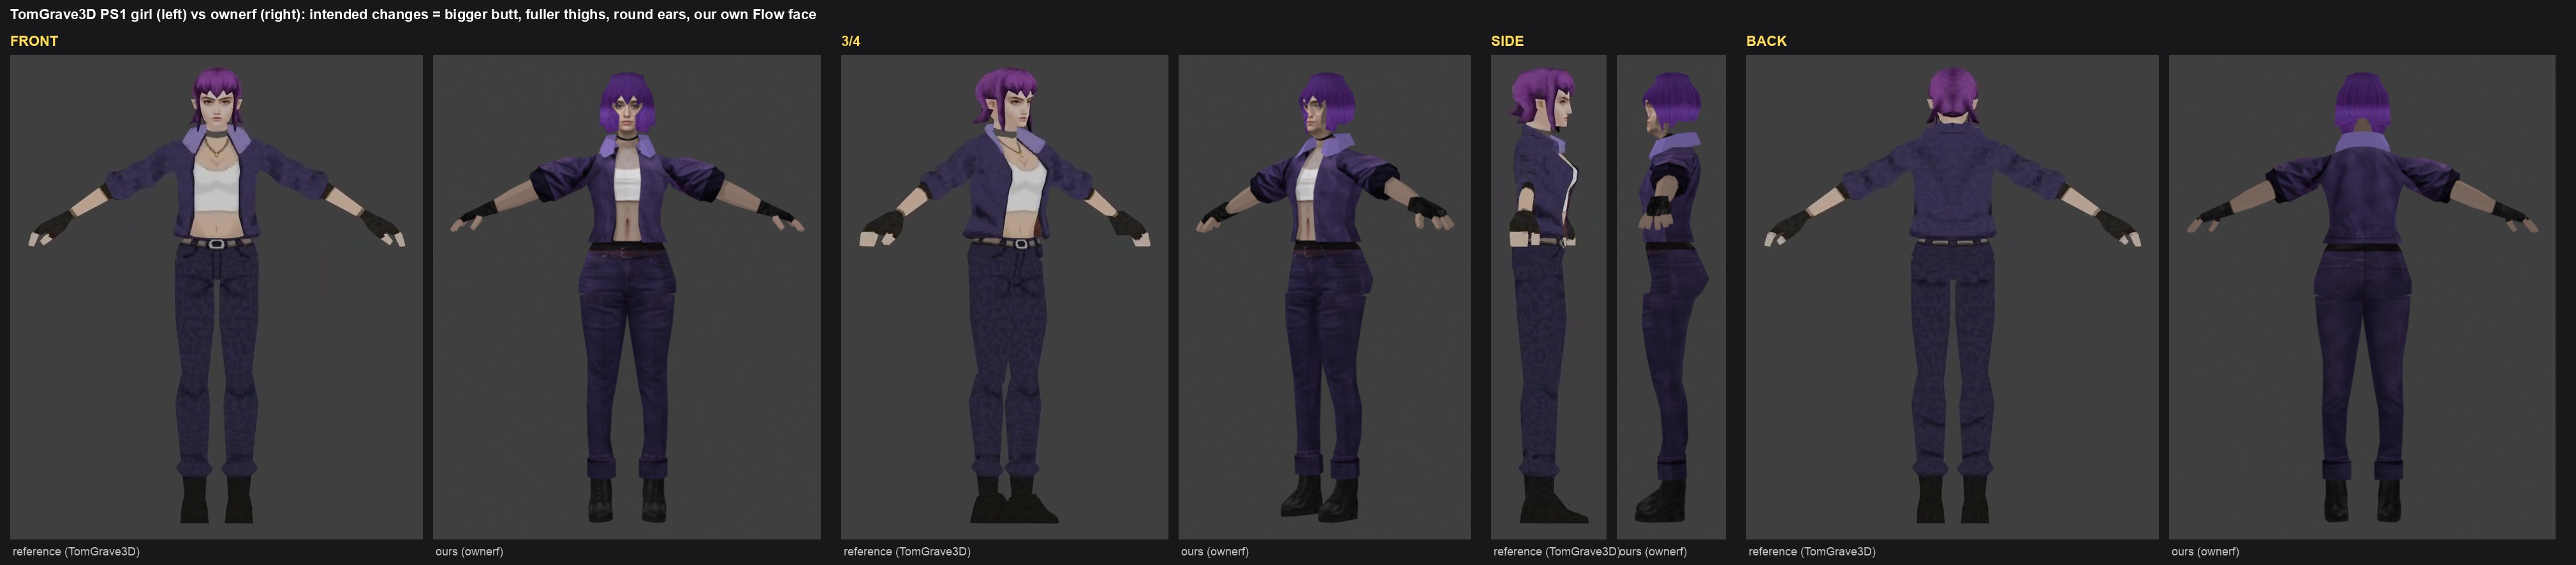 TomGrave3D PS1 girl (left) vs ownerf (right): intended changes = bigger butt, fuller thighs, round ears, our own Flow face
FRONT
3/4
SIDE
BACK
reference (TomGrave3D)
ours (ownerf)
reference (TomGrave3D)
ours (ownerf)
reference (TomGrave3D)
ours (ownerf)
reference (TomGrave3D)
ours (ownerf)